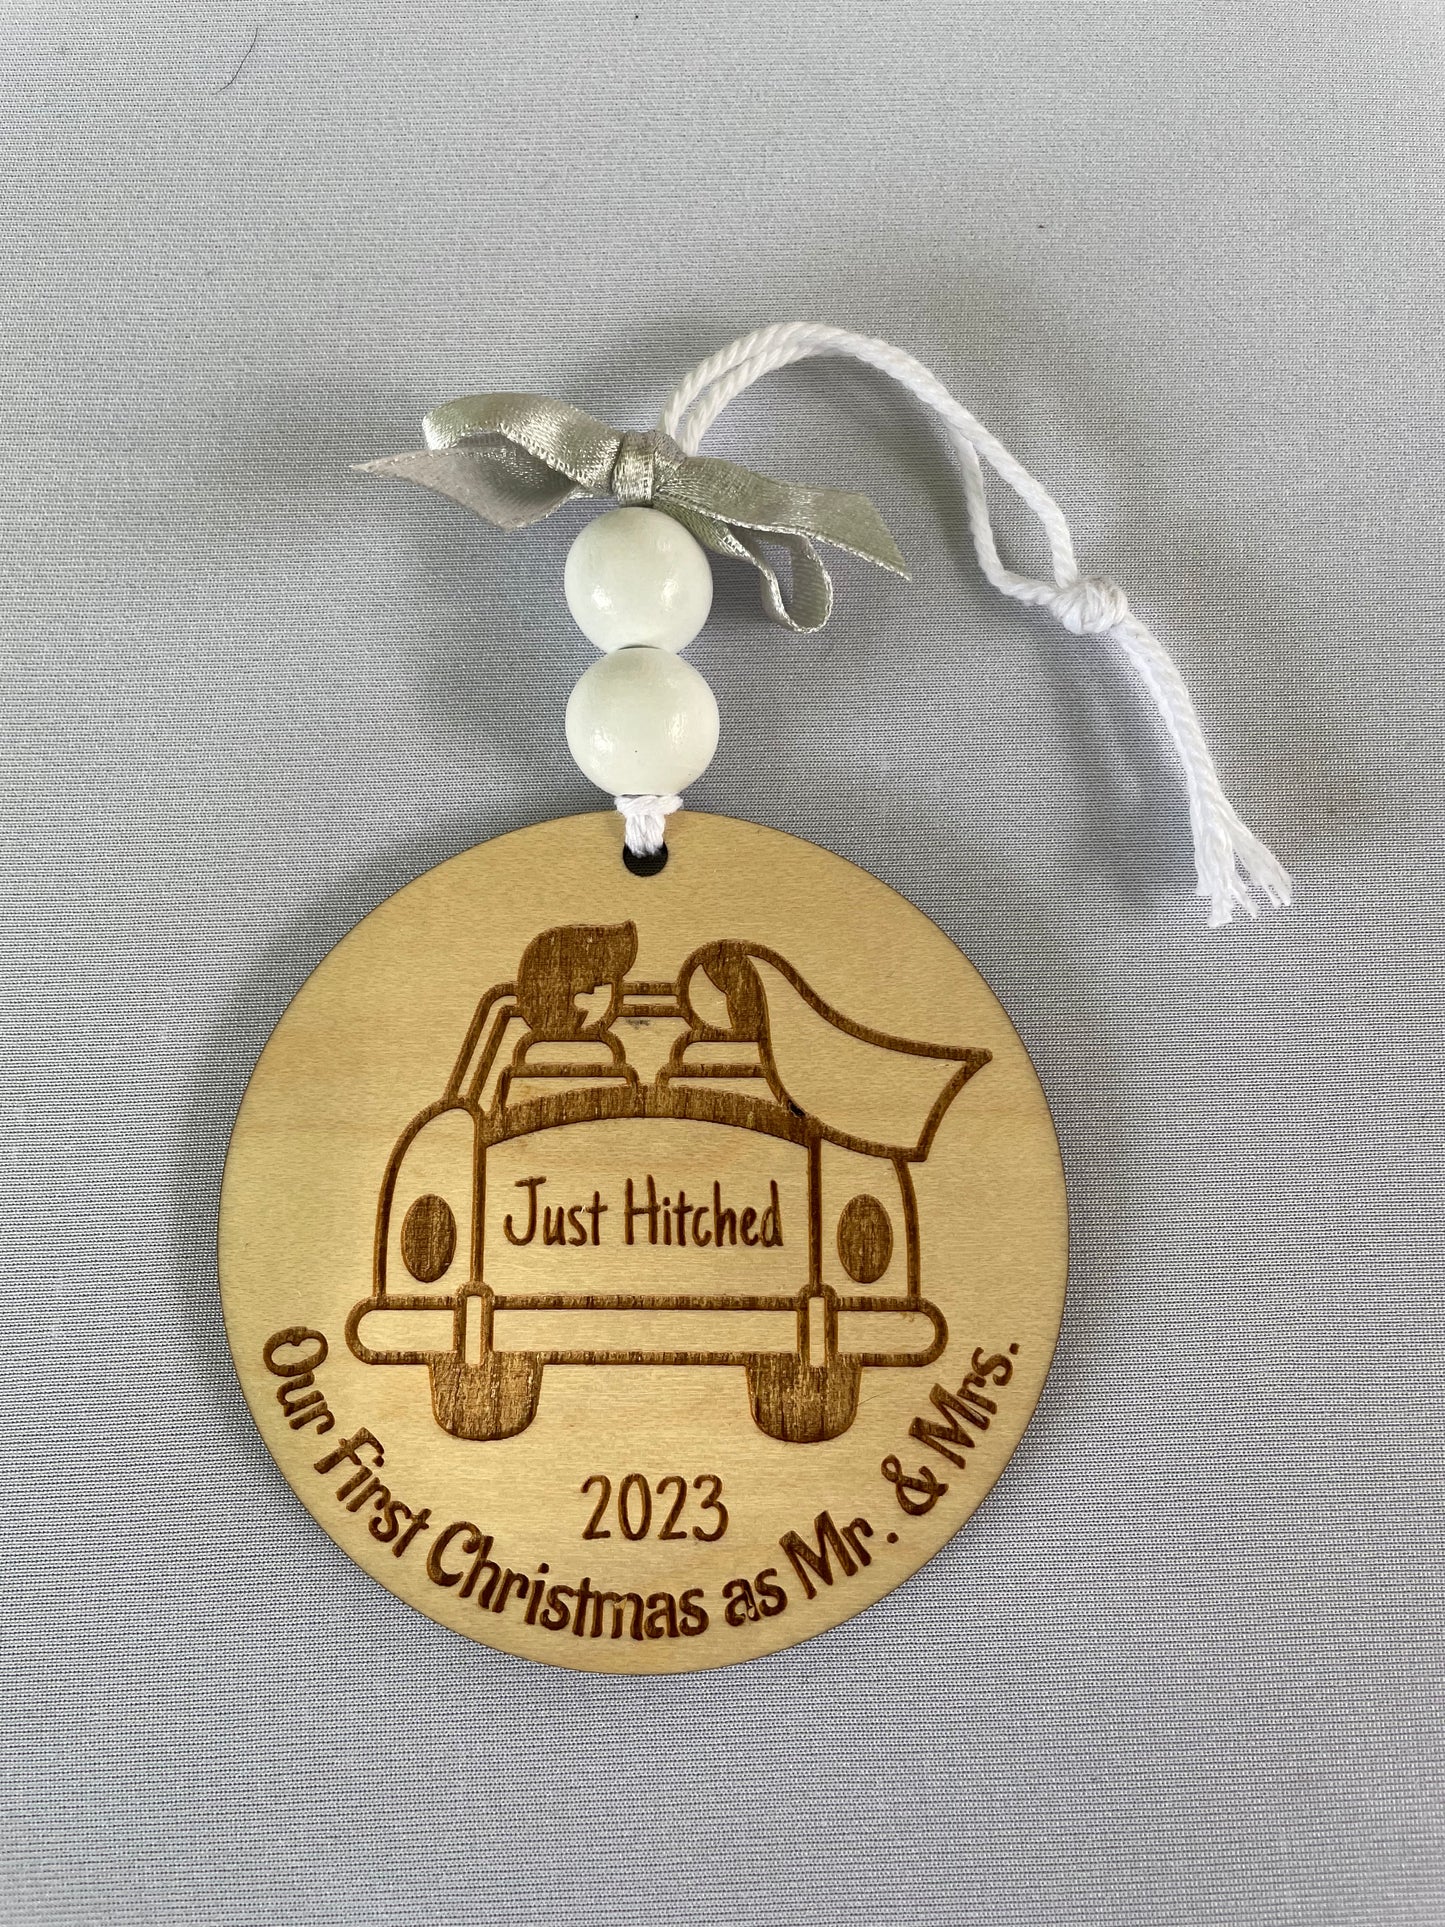 Just Hitched
2023
Our First Christmas as Mr. & Mrs.